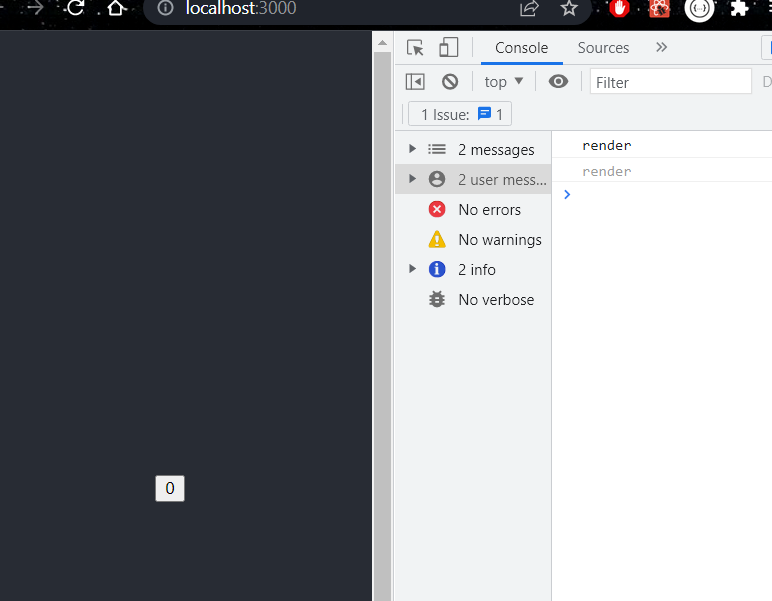 localhost:3000
Console Sources
top Filter D
1 Issue: 1
2 messages
2 user mess...
No errors
No warnings
2 info
No verbose
render
render
0